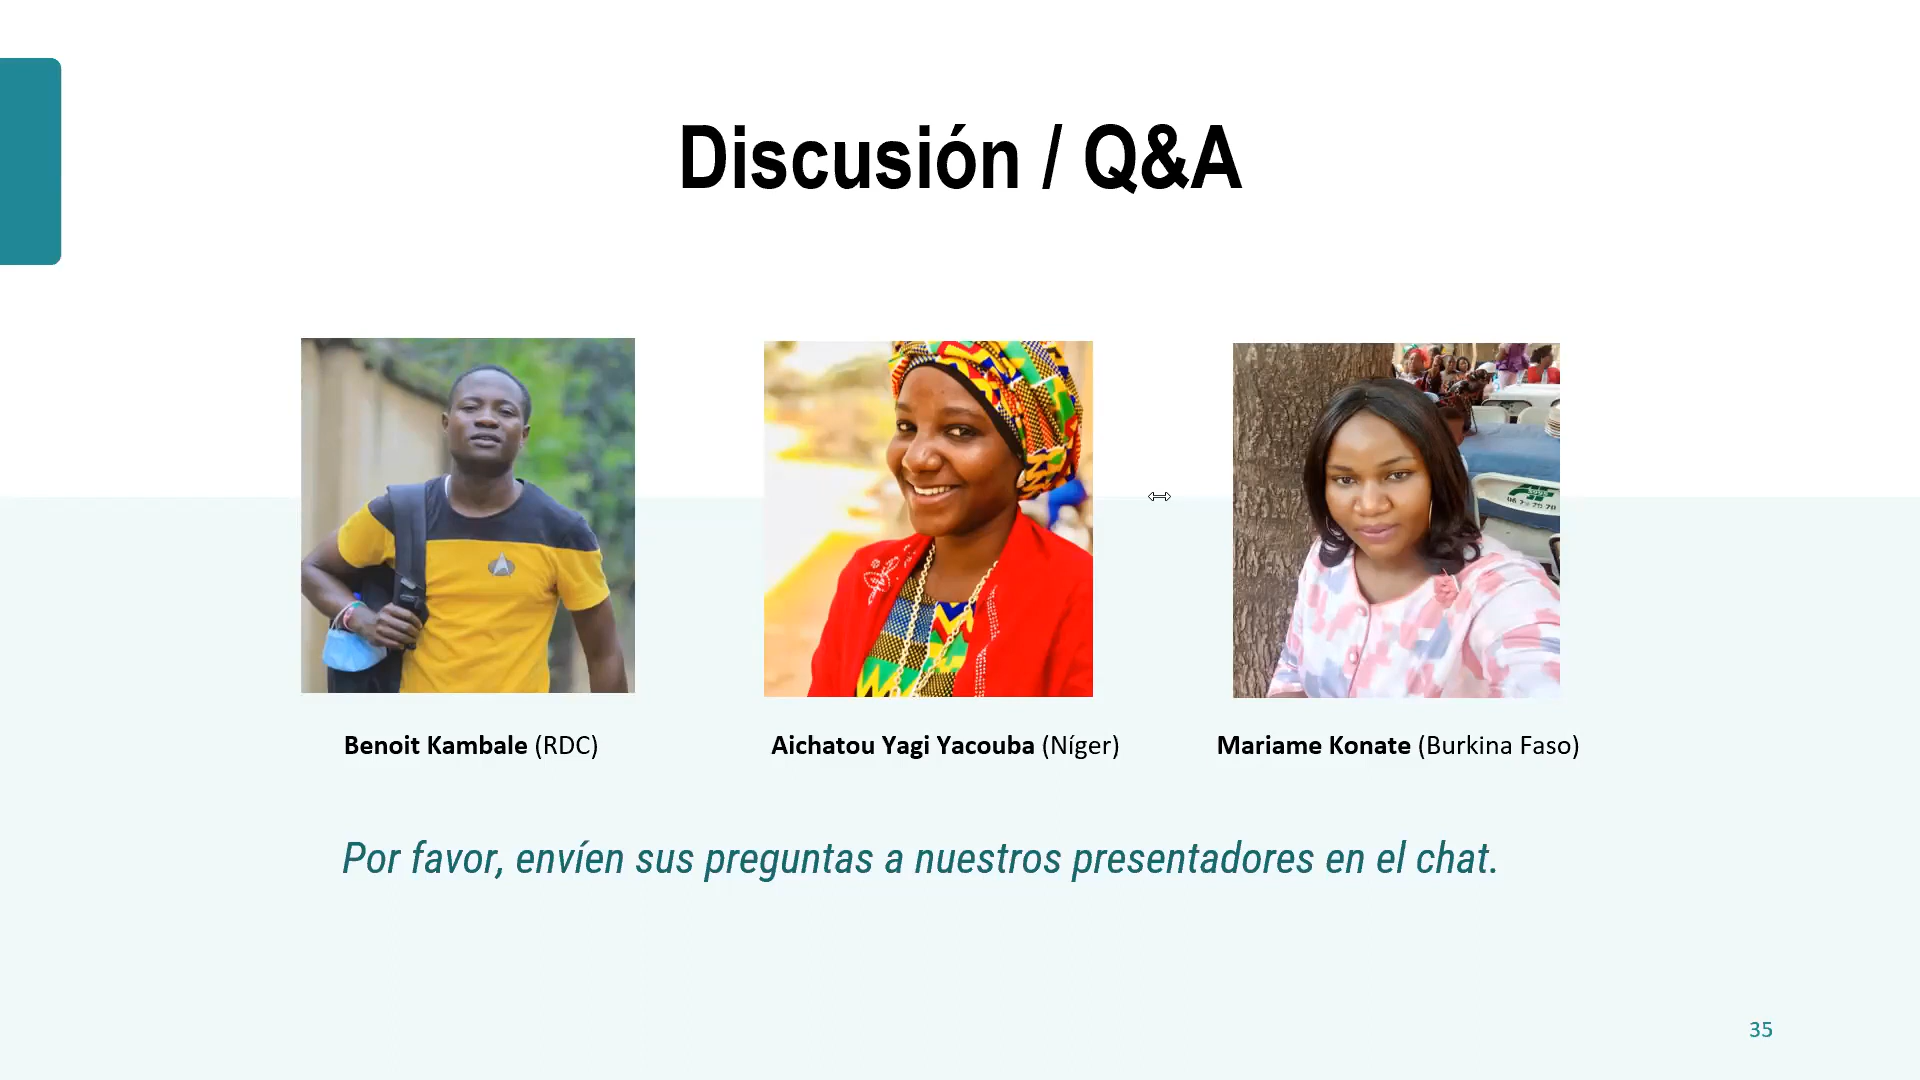 Discusión / Q&A
Benoit Kambale (RDC)
Aichatou Yagi Yacouba (Níger)
Mariame Konate (Burkina Faso)
Por favor, envíen sus preguntas a nuestros presentadores en el chat.
35